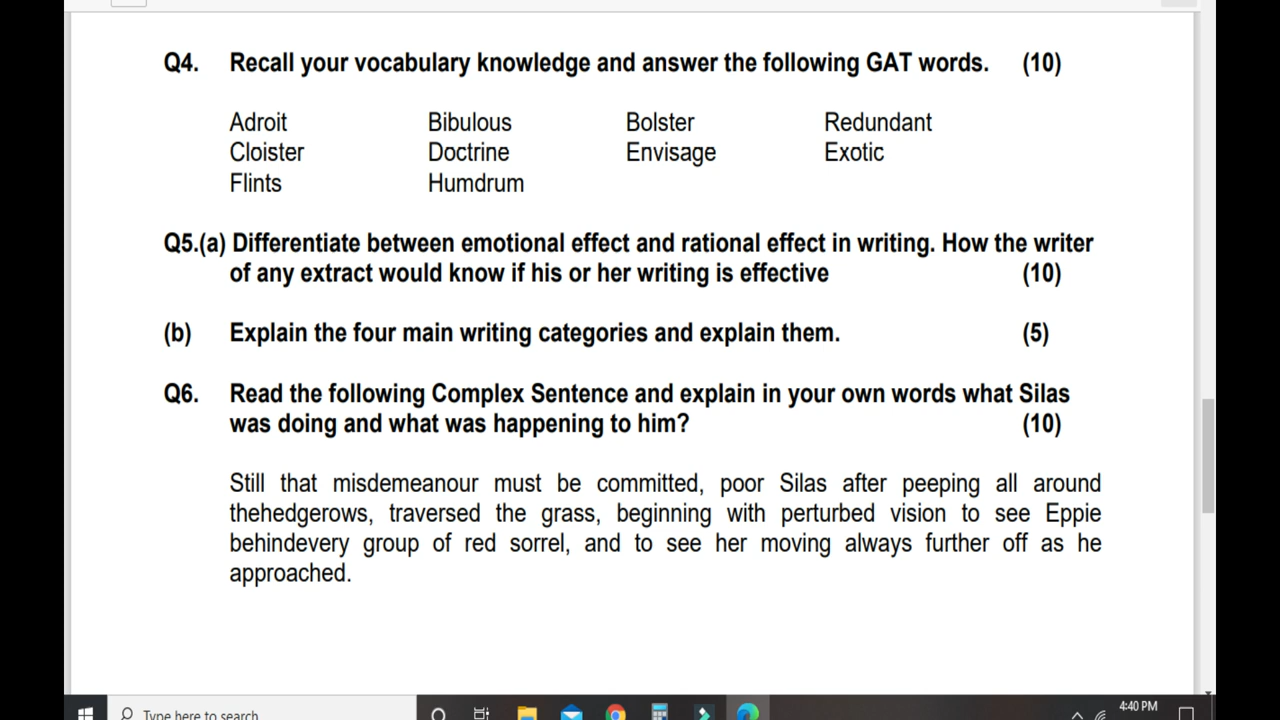 Q4. Recall your vocabulary knowledge and answer the following GAT words. (10)
Adroit Bibulous Bolster Redundant
Cloister Doctrine Envisage Exotic
Flints Humdrum
Q5.(a) Differentiate between emotional effect and rational effect in writing. How the writer
of any extract would know if his or her writing is effective (10)
(b) Explain the four main writing categories and explain them. (5)
Q6. Read the following Complex Sentence and explain in your own words what Silas
was doing and what was happening to him? (10)
Still that misdemeanour must be committed, poor Silas after peeping all around
thehedgerows, traversed the grass, beginning with perturbed vision to see Eppie
behindevery group of red sorrel, and to see her moving always further off as he
approached.
Type here to search
4:40 PM